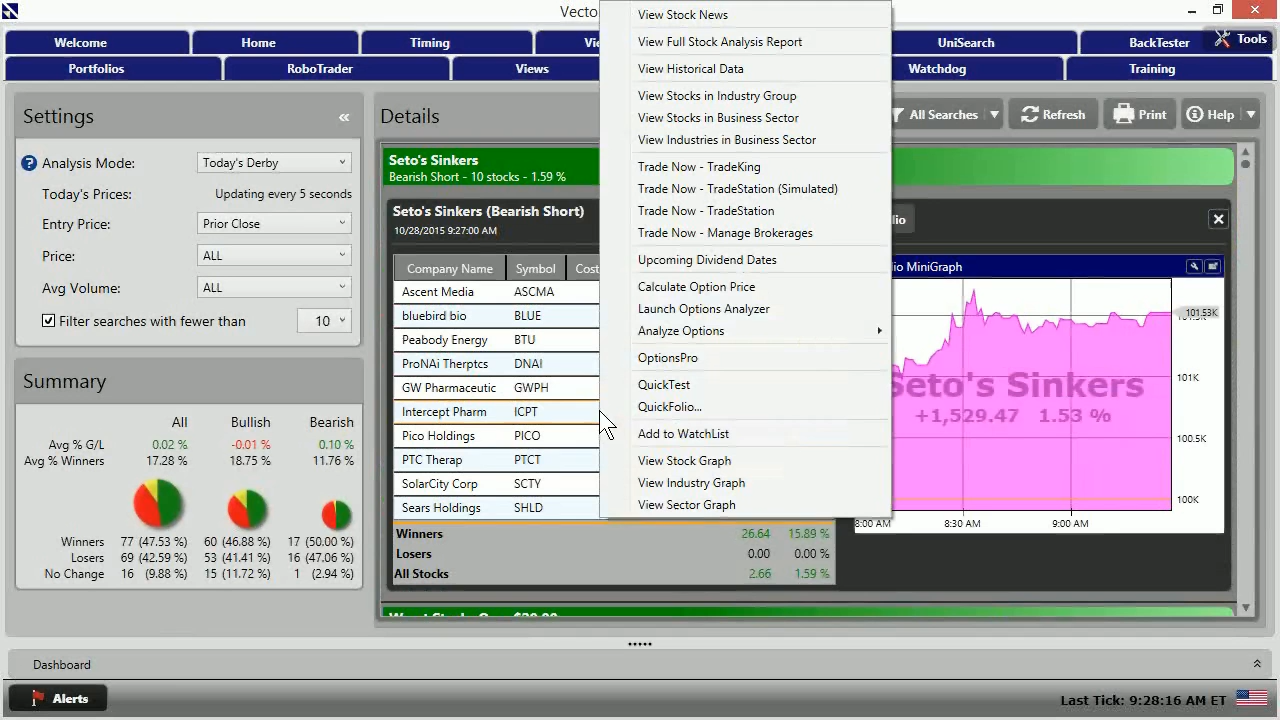 Vecto
Welcome
Home
Timing
Vi
UniSearch
BackTester
Tools
Portfolios
RoboTrader
Views
Watchdog
Training
Settings
«
Analysis Mode: Today's Derby
Today's Prices: Updating every 5 seconds
Entry Price: Prior Close
Price: ALL
Avg Volume: ALL
Filter searches with fewer than 10
Summary
All Bullish Bearish
Avg % G/L 0.02 % -0.01 % 0.10 %
Avg % Winners 17.28 % 18.75 % 11.76 %
Winners 77 (47.53 %) 60 (46.88 %) 17 (50.00 %)
Losers 69 (42.59 %) 53 (41.41 %) 16 (47.06 %)
No Change 16 (9.88 %) 15 (11.72 %) 1 (2.94 %)
Details
All Searches
Refresh
Print
Help
Seto's Sinkers
Bearish Short - 10 stocks - 1.59 %
Seto's Sinkers (Bearish Short)
10/28/2015 9:27:00 AM
Company Name Symbol Cost
Ascent Media ASCMA
bluebird bio BLUE
Peabody Energy BTU
ProNAi Therptcs DNAI
GW Pharmaceutic GWPH
Intercept Pharm ICPT
Pico Holdings PICO
PTC Therap PTCT
SolarCity Corp SCTY
Sears Holdings SHLD
Winners 26.64 15.89 %
Losers 0.00 0.00 %
All Stocks 2.66 1.59 %
View Stock News
View Full Stock Analysis Report
View Historical Data
View Stocks in Industry Group
View Stocks in Business Sector
View Industries in Business Sector
Trade Now - TradeKing
Trade Now - TradeStation (Simulated)
Trade Now - TradeStation
Trade Now - Manage Brokerages
Upcoming Dividend Dates
Calculate Option Price
Launch Options Analyzer
Analyze Options
OptionsPro
QuickTest
QuickFolio...
Add to WatchList
View Stock Graph
View Industry Graph
View Sector Graph
lio
lio MiniGraph
101.53K
101K
100.5K
100K
Seto's Sinkers
+1,529.47 1.53 %
8:00 AM 8:30 AM 9:00 AM
Dashboard
Alerts
Last Tick: 9:28:16 AM ET